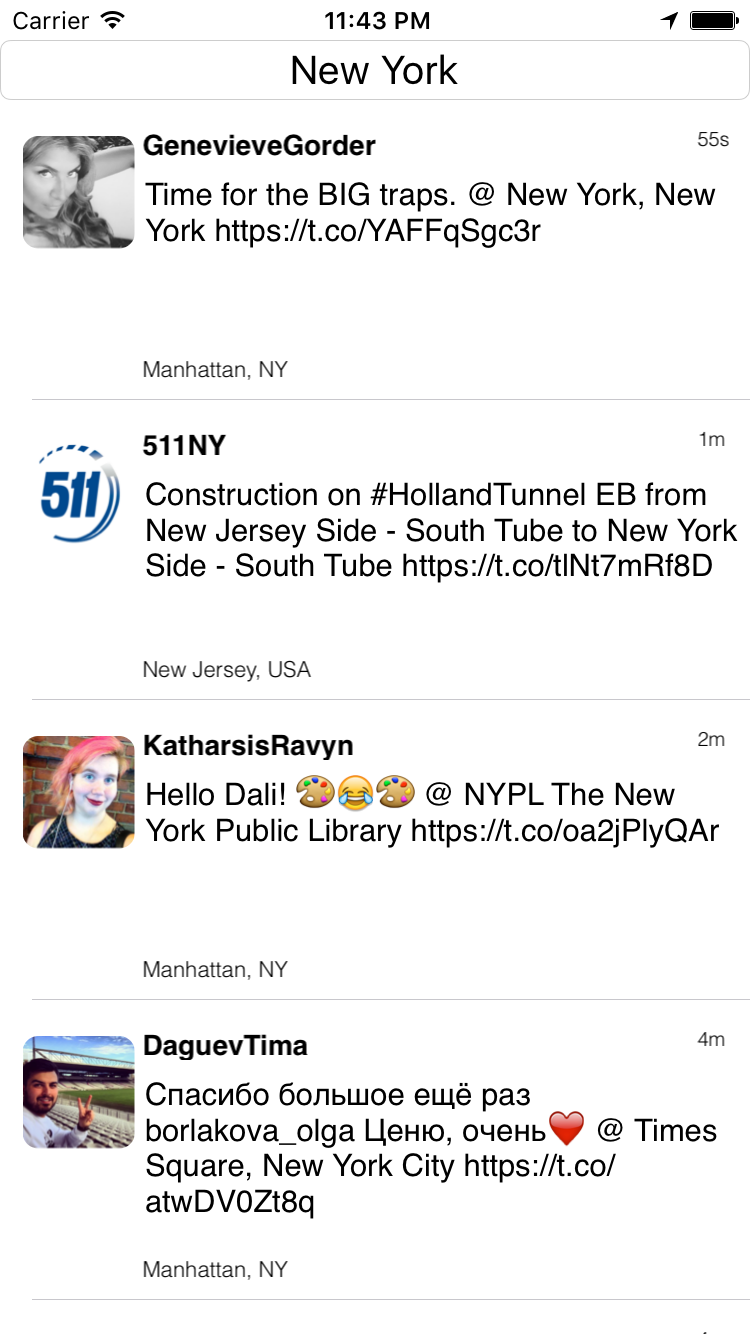 Carrier 11:43 PM
New York
GenevieveGorder 55s
Time for the BIG traps. @ New York, New
York https://t.co/YAFFqSgc3r
Manhattan, NY
511
511NY 1m
Construction on #HollandTunnel EB from
New Jersey Side - South Tube to New York
Side - South Tube https://t.co/tlNt7mRf8D
New Jersey, USA
KatharsisRavyn 2m
Hello Dali! 🎨😂🎨 @ NYPL The New
York Public Library https://t.co/oa2jPlyQAr
Manhattan, NY
DaguevTima 4m
Спасибо большое ещё раз
borlakova_olga Ценю, очень❤️ @ Times
Square, New York City https://t.co/
atwDV0Zt8q
Manhattan, NY